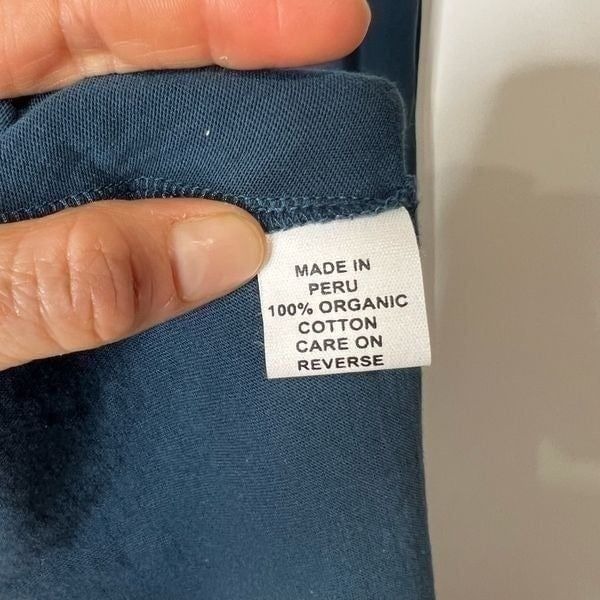 MADE IN
PERU
100% ORGANIC
COTTON
CARE ON
REVERSE